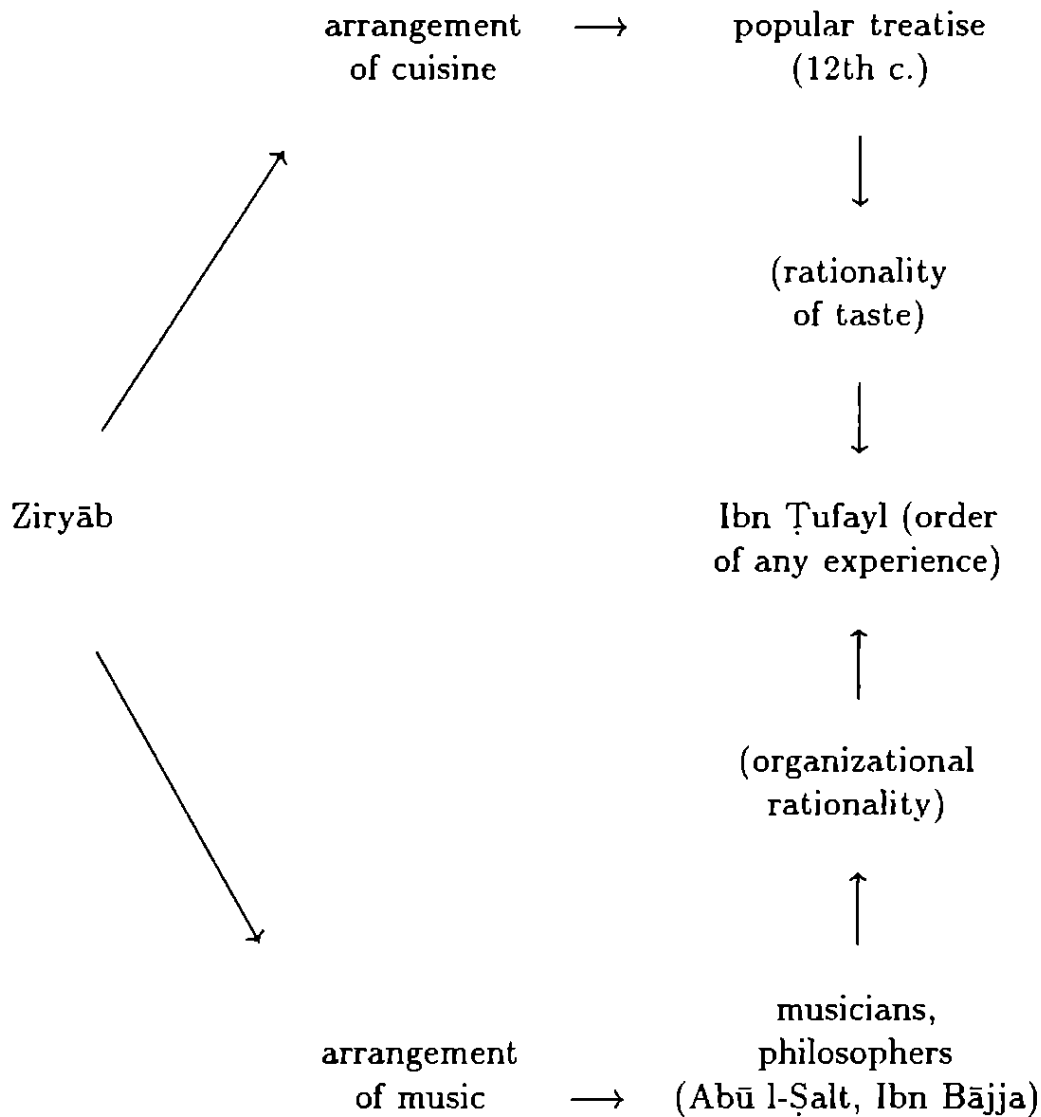 arrangement
of cuisine
⟶
popular treatise
(12th c.)
(rationality
of taste)
Ziryāb
Ibn Ṭufayl (order
of any experience)
(organizational
rationality)
arrangement
of music
⟶
musicians,
philosophers
(Abū l-Ṣalt, Ibn Bājja)